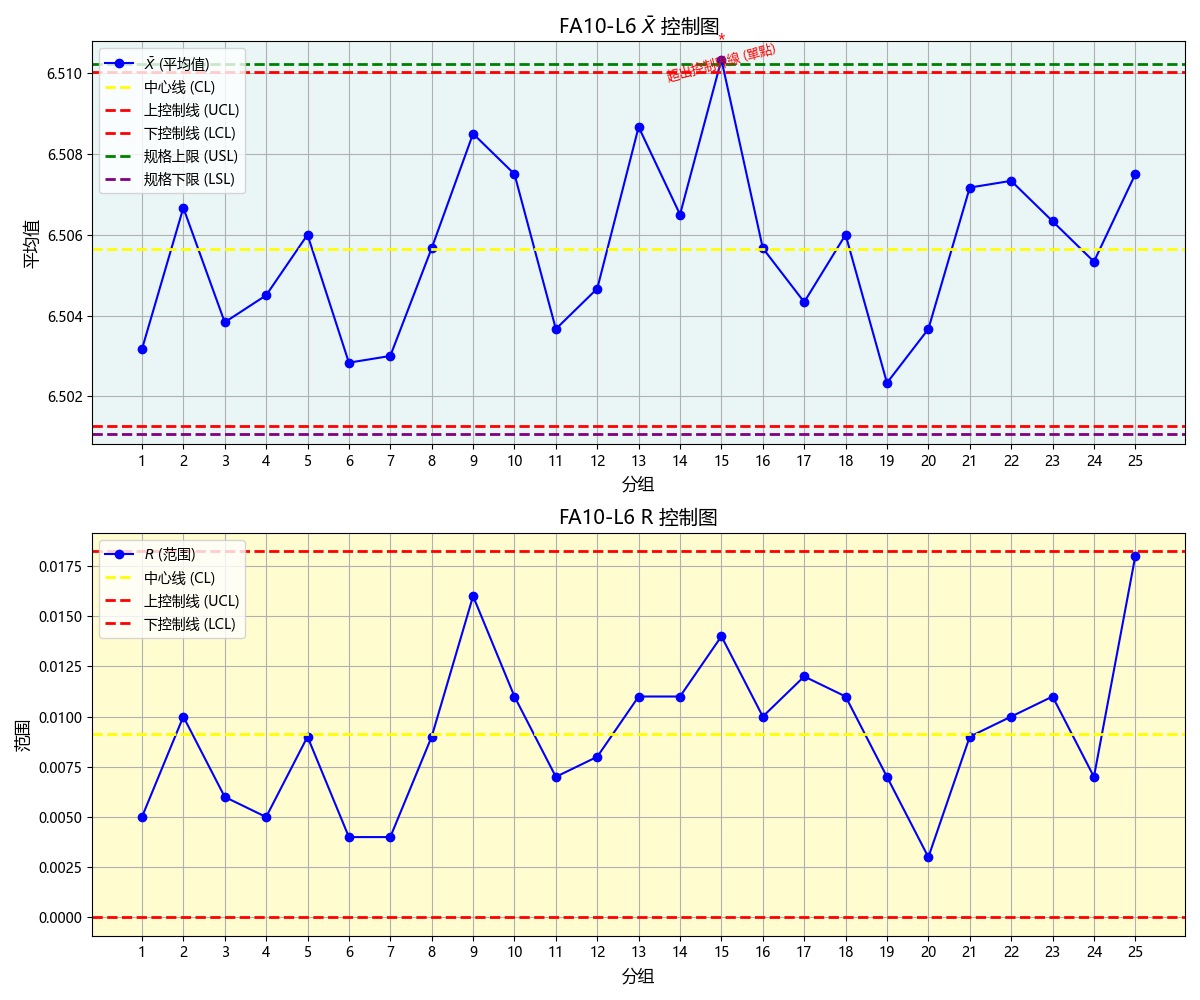 FA10-L6 X̄ 控制图
*
超出控制界線 (單點)
X̄ (平均值)
中心线 (CL)
上控制线 (UCL)
下控制线 (LCL)
规格上限 (USL)
规格下限 (LSL)
平均值
6.510
6.508
6.506
6.504
6.502
1 2 3 4 5 6 7 8 9 10 11 12 13 14 15 16 17 18 19 20 21 22 23 24 25
分组
FA10-L6 R 控制图
R (范围)
中心线 (CL)
上控制线 (UCL)
下控制线 (LCL)
范围
0.0175
0.0150
0.0125
0.0100
0.0075
0.0050
0.0025
0.0000
1 2 3 4 5 6 7 8 9 10 11 12 13 14 15 16 17 18 19 20 21 22 23 24 25
分组